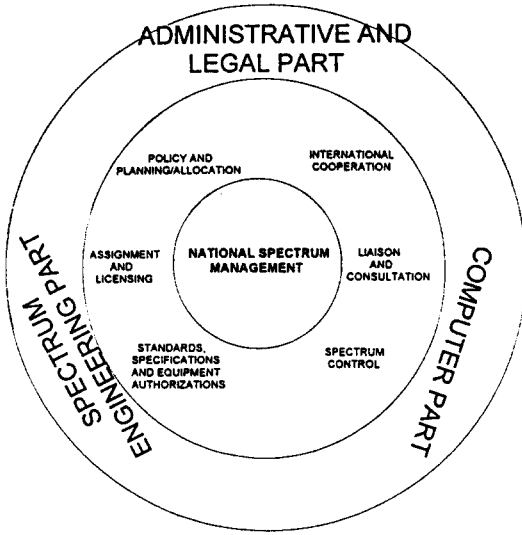 ADMINISTRATIVE AND
LEGAL PART
POLICY AND
PLANNING/ALLOCATION
INTERNATIONAL
COOPERATION
ASSIGNMENT
AND
LICENSING
NATIONAL SPECTRUM
MANAGEMENT
LIAISON
AND
CONSULTATION
STANDARDS,
SPECIFICATIONS
AND EQUIPMENT
AUTHORIZATIONS
SPECTRUM
CONTROL
SPECTRUM
ENGINEERING PART
COMPUTER PART